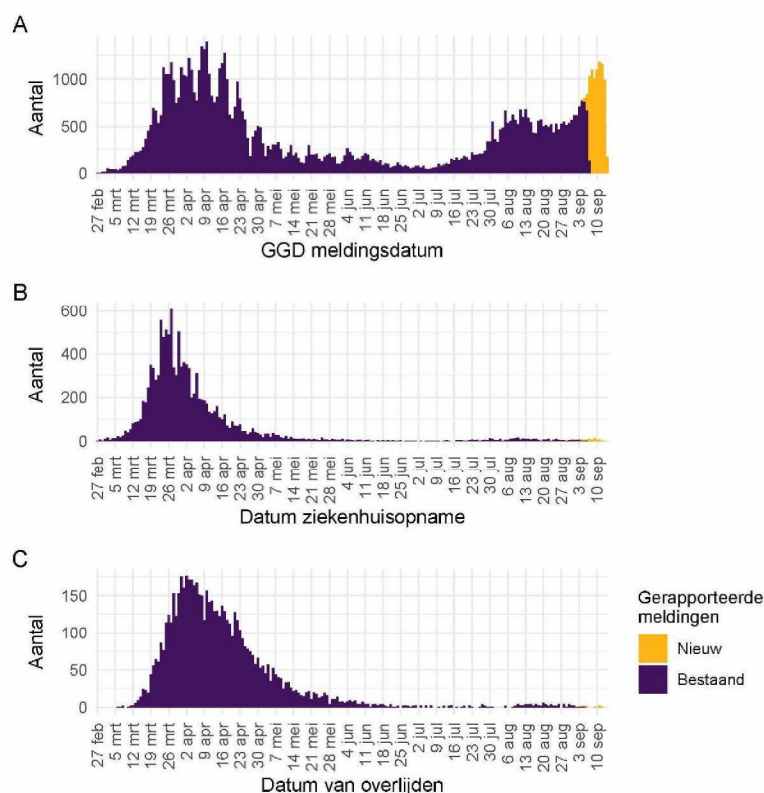 A
Aantal
1000
500
0
27 feb
5 mrt
12 mrt
19 mrt
26 mrt
2 apr
9 apr
16 apr
23 apr
30 apr
7 mei
14 mei
21 mei
28 mei
4 jun
11 jun
18 jun
25 jun
2 jul
9 jul
16 jul
23 jul
30 jul
6 aug
13 aug
20 aug
27 aug
3 sep
10 sep
GGD meldingsdatum
B
Aantal
600
400
200
0
27 feb
5 mrt
12 mrt
19 mrt
26 mrt
2 apr
9 apr
16 apr
23 apr
30 apr
7 mei
14 mei
21 mei
28 mei
4 jun
11 jun
18 jun
25 jun
2 jul
9 jul
16 jul
23 jul
30 jul
6 aug
13 aug
20 aug
27 aug
3 sep
10 sep
Datum ziekenhuisopname
C
Aantal
150
100
50
0
27 feb
5 mrt
12 mrt
19 mrt
26 mrt
2 apr
9 apr
16 apr
23 apr
30 apr
7 mei
14 mei
21 mei
28 mei
4 jun
11 jun
18 jun
25 jun
2 jul
9 jul
16 jul
23 jul
30 jul
6 aug
13 aug
20 aug
27 aug
3 sep
10 sep
Datum van overlijden
Gerapporteerde
meldingen
Nieuw
Bestaand